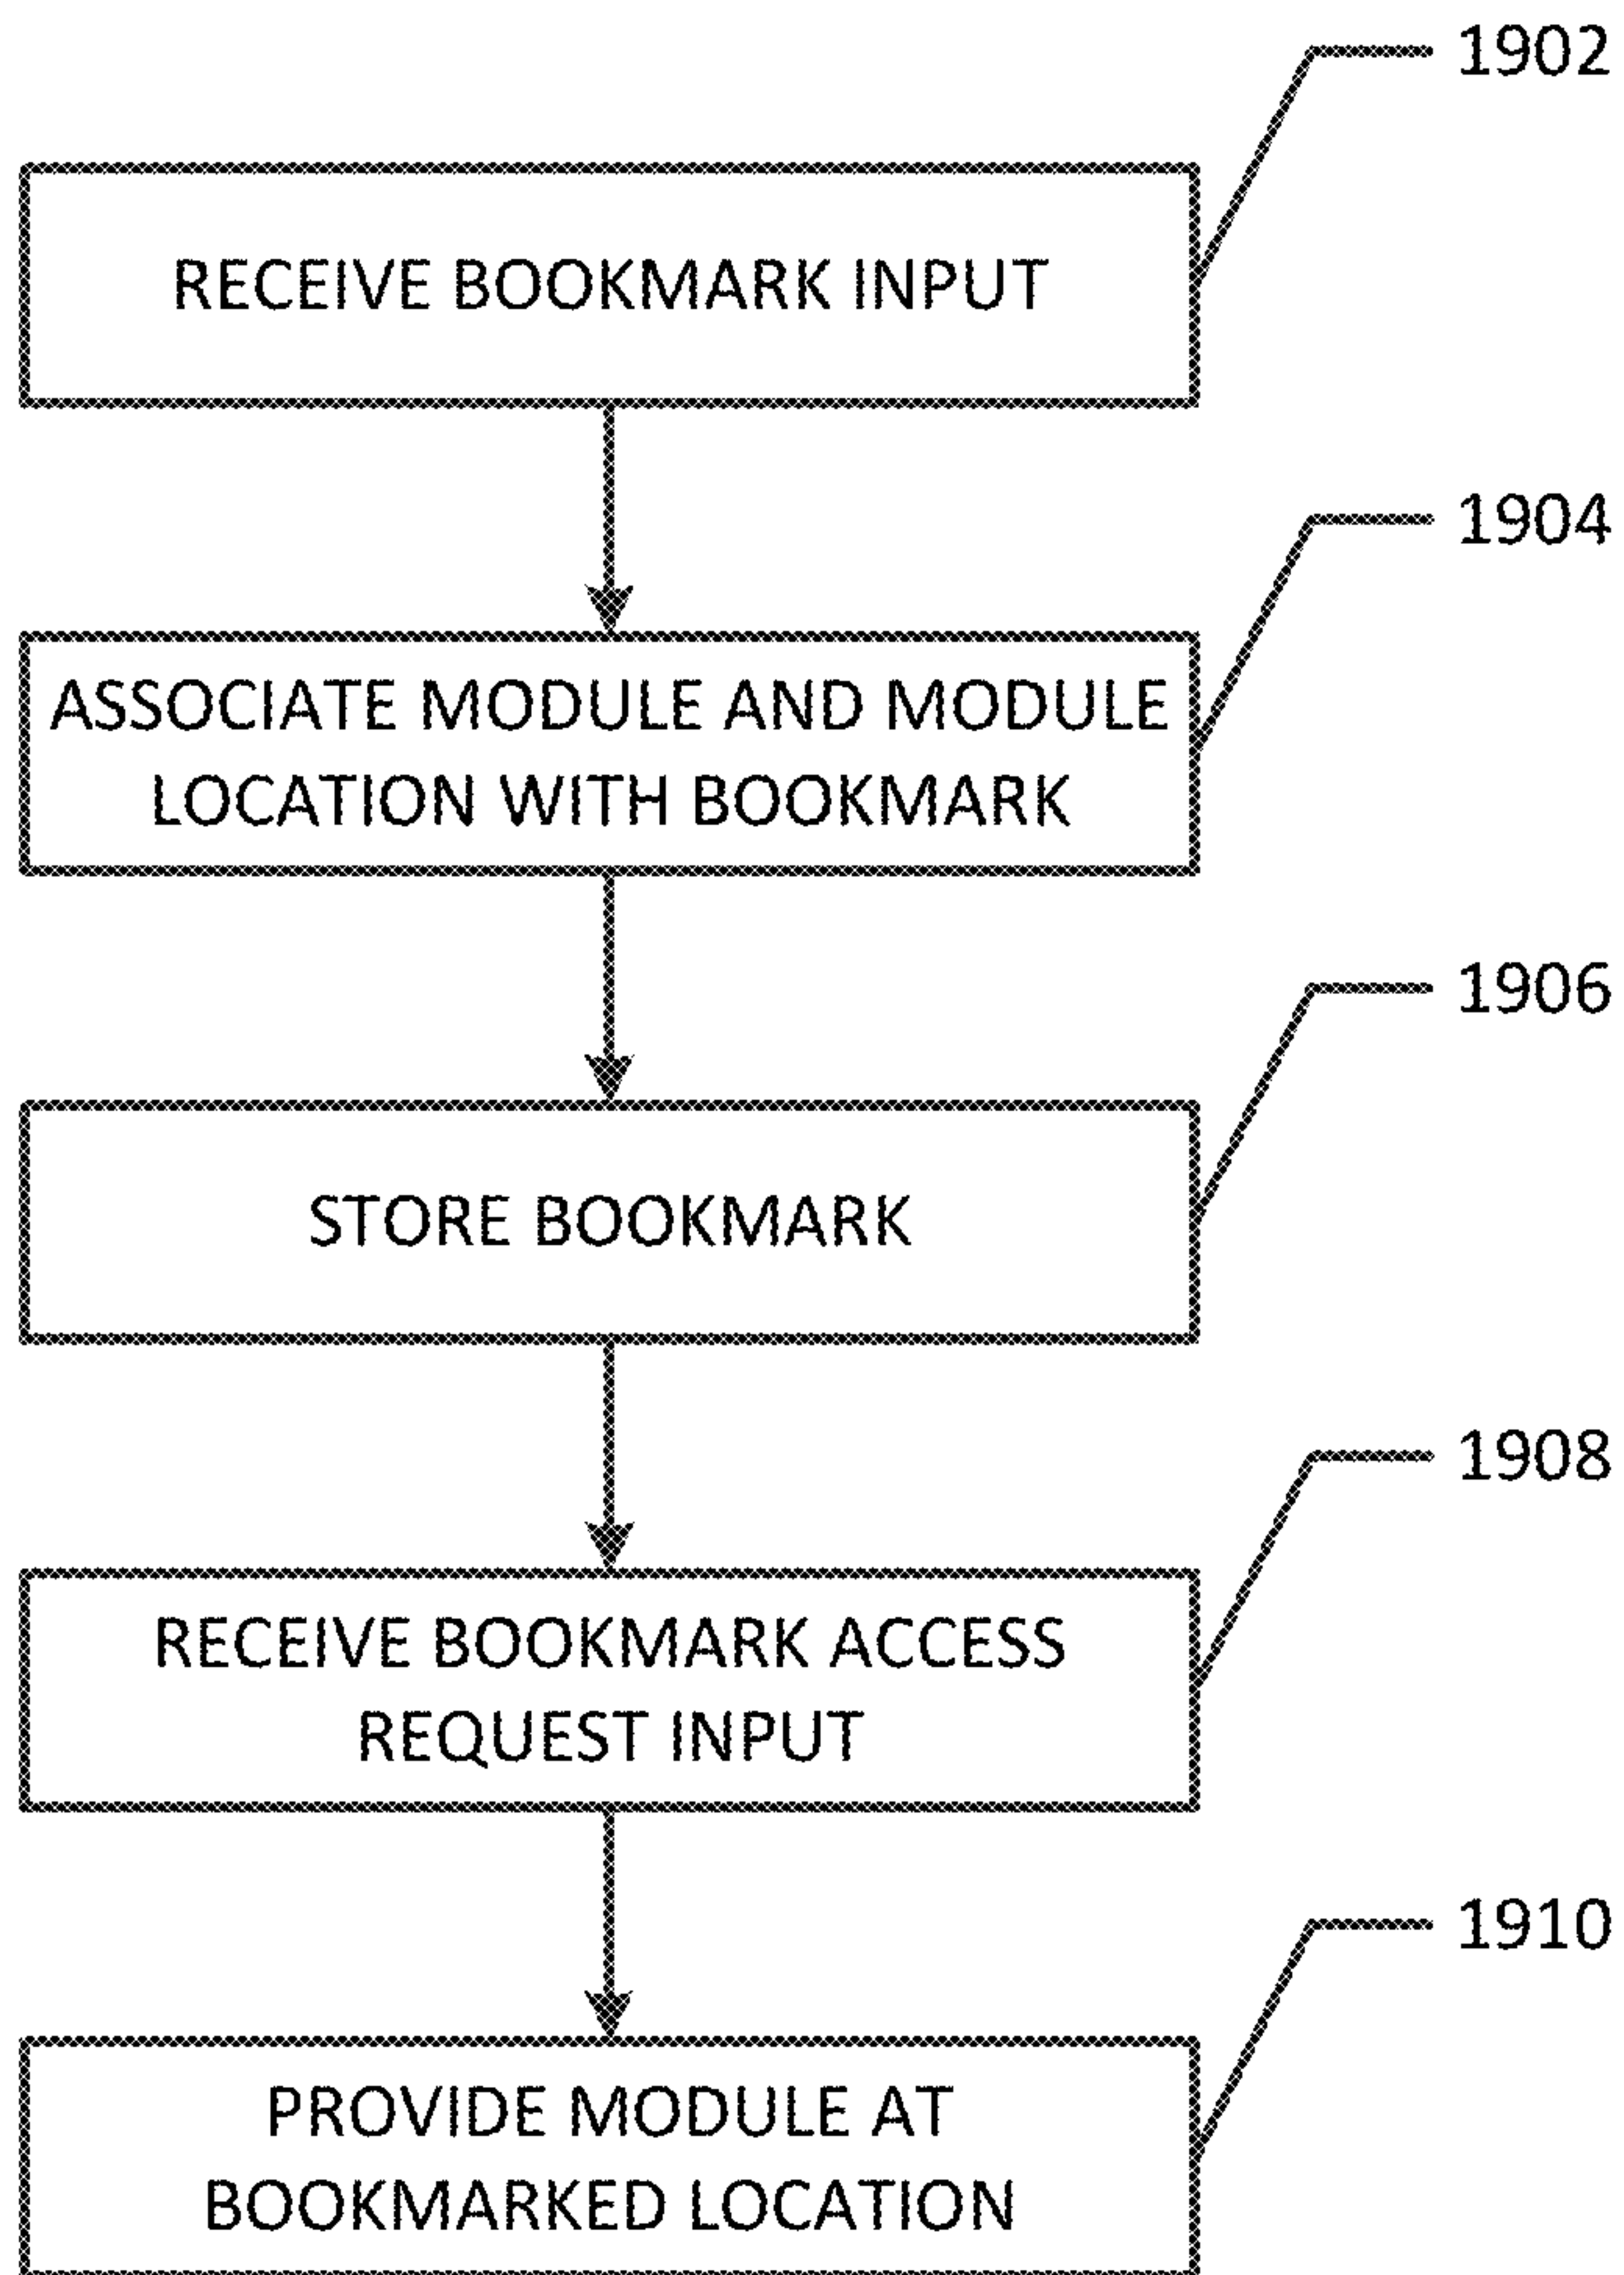 1902
RECEIVE BOOKMARK INPUT
1904
ASSOCIATE MODULE AND MODULE
LOCATION WITH BOOKMARK
1906
STORE BOOKMARK
1908
RECEIVE BOOKMARK ACCESS
REQUEST INPUT
1910
PROVIDE MODULE AT
BOOKMARKED LOCATION